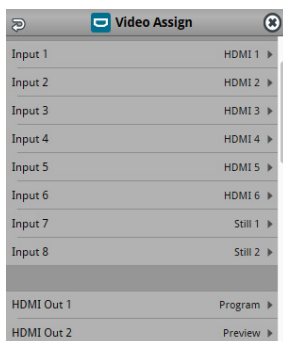 Video Assign
Input 1 HDMI 1
Input 2 HDMI 2
Input 3 HDMI 3
Input 4 HDMI 4
Input 5 HDMI 5
Input 6 HDMI 6
Input 7 Still 1
Input 8 Still 2
HDMI Out 1 Program
HDMI Out 2 Preview